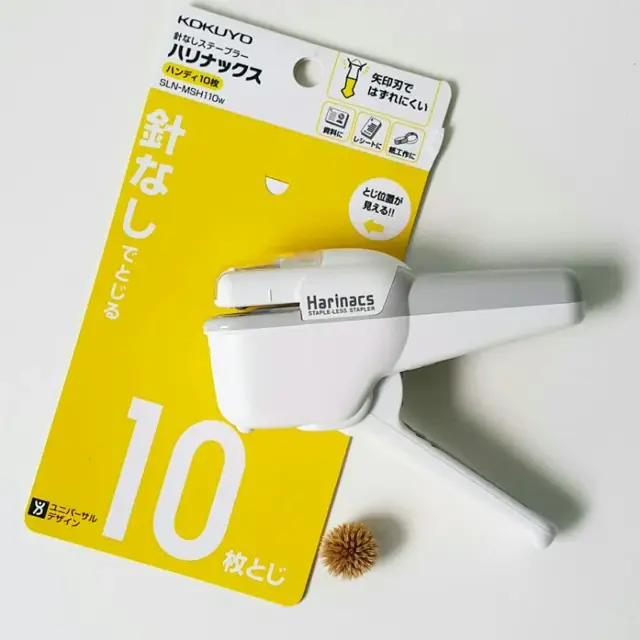 KOKUYO
針なしステープラー
ハリナックス
ハンディ10枚
SLN-MSH110W
矢印刃で
はずれにくい
資料に
レシートに
紙工作に
針なしでとじる
とじ位置が
見える!!
Harinacs
STAPLE-LESS STAPLER
10
枚とじ
ユニバーサル
デザイン